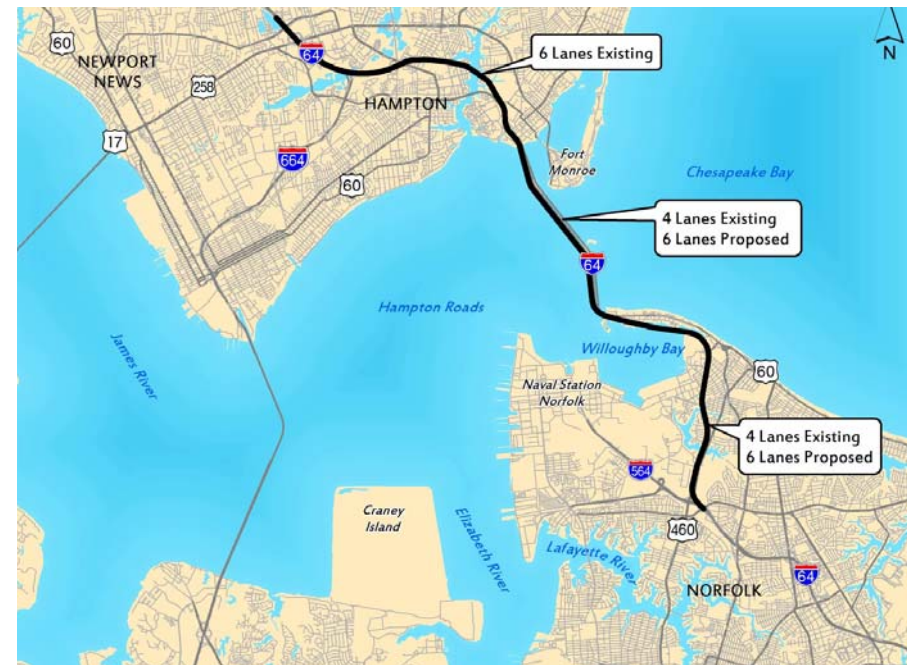 60
NEWPORT
NEWS
64
6 Lanes Existing
N
258
HAMPTON
17
664
60
Fort
Monroe
Chesapeake Bay
4 Lanes Existing
6 Lanes Proposed
64
Hampton Roads
James River
Willoughby Bay
60
Naval Station
Norfolk
4 Lanes Existing
6 Lanes Proposed
564
Craney
Island
Elizabeth River
460
Lafayette River
64
NORFOLK